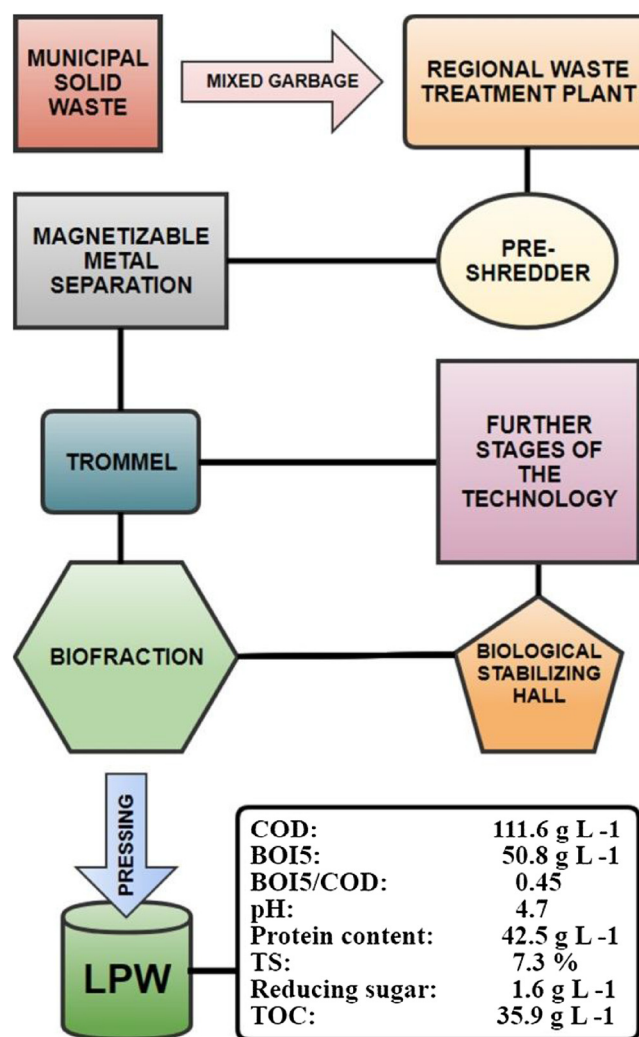 MUNICIPAL
SOLID
WASTE
MIXED GARBAGE
REGIONAL WASTE
TREATMENT PLANT
MAGNETIZABLE
METAL
SEPARATION
PRE-
SHREDDER
TROMMEL
FURTHER
STAGES OF
THE
TECHNOLOGY
BIOFRACTION
BIOLOGICAL
STABILIZING
HALL
PRESSING
LPW
COD: 111.6 g L -1
BOI5: 50.8 g L -1
BOI5/COD: 0.45
pH: 4.7
Protein content: 42.5 g L -1
TS: 7.3 %
Reducing sugar: 1.6 g L -1
TOC: 35.9 g L -1